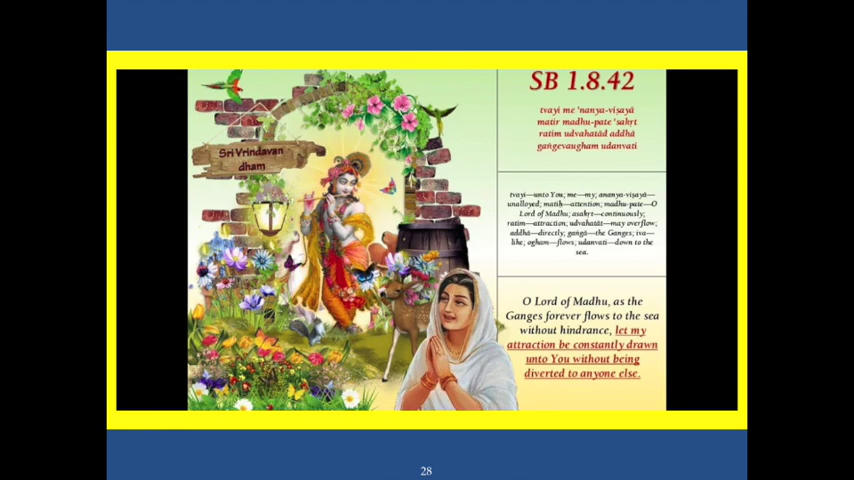 Sri Vrindavan
dham
SB 1.8.42
tvayi me 'nanya-viṣayā
matir madhu-pate 'sakṛt
ratim udvahatād addhā
gaṅgevaugham udanvati
tvayi—unto You; me—my; ananya-viṣayā—
unalloyed; matiḥ—attention; madhu-pate—O
Lord of Madhu; asakṛt—continuously;
ratim—attraction; udvahatāt—may overflow;
addhā—directly; gaṅgā—the Ganges; iva—
like; ogham—flows; udanvati—down to the
sea.
O Lord of Madhu, as the
Ganges forever flows to the sea
without hindrance, let my
attraction be constantly drawn
unto You without being
diverted to anyone else.
28